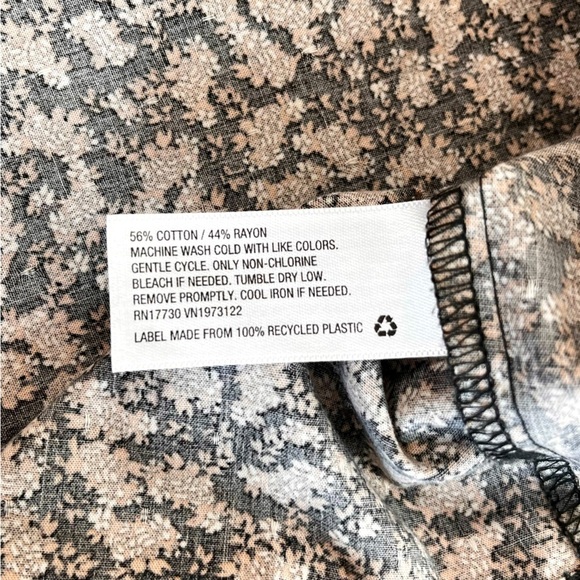 56% COTTON / 44% RAYON
MACHINE WASH COLD WITH LIKE COLORS.
GENTLE CYCLE. ONLY NON-CHLORINE
BLEACH IF NEEDED. TUMBLE DRY LOW.
REMOVE PROMPTLY. COOL IRON IF NEEDED.
RN17730 VN1973122
LABEL MADE FROM 100% RECYCLED PLASTIC